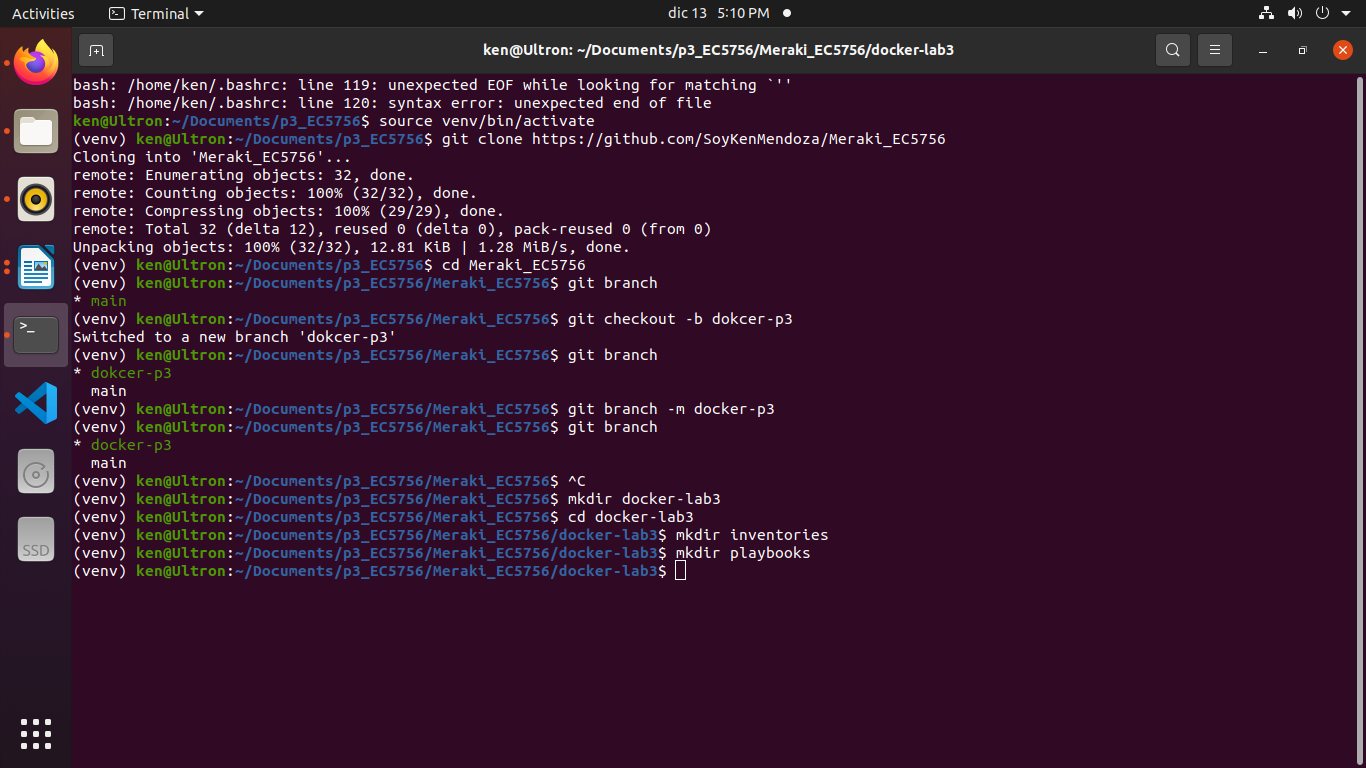 Activities
Terminal
dic 13 5:10 PM
ken@Ultron: ~/Documents/p3_EC5756/Meraki_EC5756/docker-lab3
bash: /home/ken/.bashrc: line 119: unexpected EOF while looking for matching `''
bash: /home/ken/.bashrc: line 120: syntax error: unexpected end of file
ken@Ultron:~/Documents/p3_EC5756$ source venv/bin/activate
(venv) ken@Ultron:~/Documents/p3_EC5756$ git clone https://github.com/SoyKenMendoza/Meraki_EC5756
Cloning into 'Meraki_EC5756'...
remote: Enumerating objects: 32, done.
remote: Counting objects: 100% (32/32), done.
remote: Compressing objects: 100% (29/29), done.
remote: Total 32 (delta 12), reused 0 (delta 0), pack-reused 0 (from 0)
Unpacking objects: 100% (32/32), 12.81 KiB | 1.28 MiB/s, done.
(venv) ken@Ultron:~/Documents/p3_EC5756$ cd Meraki_EC5756
(venv) ken@Ultron:~/Documents/p3_EC5756/Meraki_EC5756$ git branch
* main
(venv) ken@Ultron:~/Documents/p3_EC5756/Meraki_EC5756$ git checkout -b dokcer-p3
Switched to a new branch 'dokcer-p3'
(venv) ken@Ultron:~/Documents/p3_EC5756/Meraki_EC5756$ git branch
* dokcer-p3
  main
(venv) ken@Ultron:~/Documents/p3_EC5756/Meraki_EC5756$ git branch -m docker-p3
(venv) ken@Ultron:~/Documents/p3_EC5756/Meraki_EC5756$ git branch
* docker-p3
  main
(venv) ken@Ultron:~/Documents/p3_EC5756/Meraki_EC5756$ ^C
(venv) ken@Ultron:~/Documents/p3_EC5756/Meraki_EC5756$ mkdir docker-lab3
(venv) ken@Ultron:~/Documents/p3_EC5756/Meraki_EC5756$ cd docker-lab3
(venv) ken@Ultron:~/Documents/p3_EC5756/Meraki_EC5756/docker-lab3$ mkdir inventories
(venv) ken@Ultron:~/Documents/p3_EC5756/Meraki_EC5756/docker-lab3$ mkdir playbooks
(venv) ken@Ultron:~/Documents/p3_EC5756/Meraki_EC5756/docker-lab3$
SSD